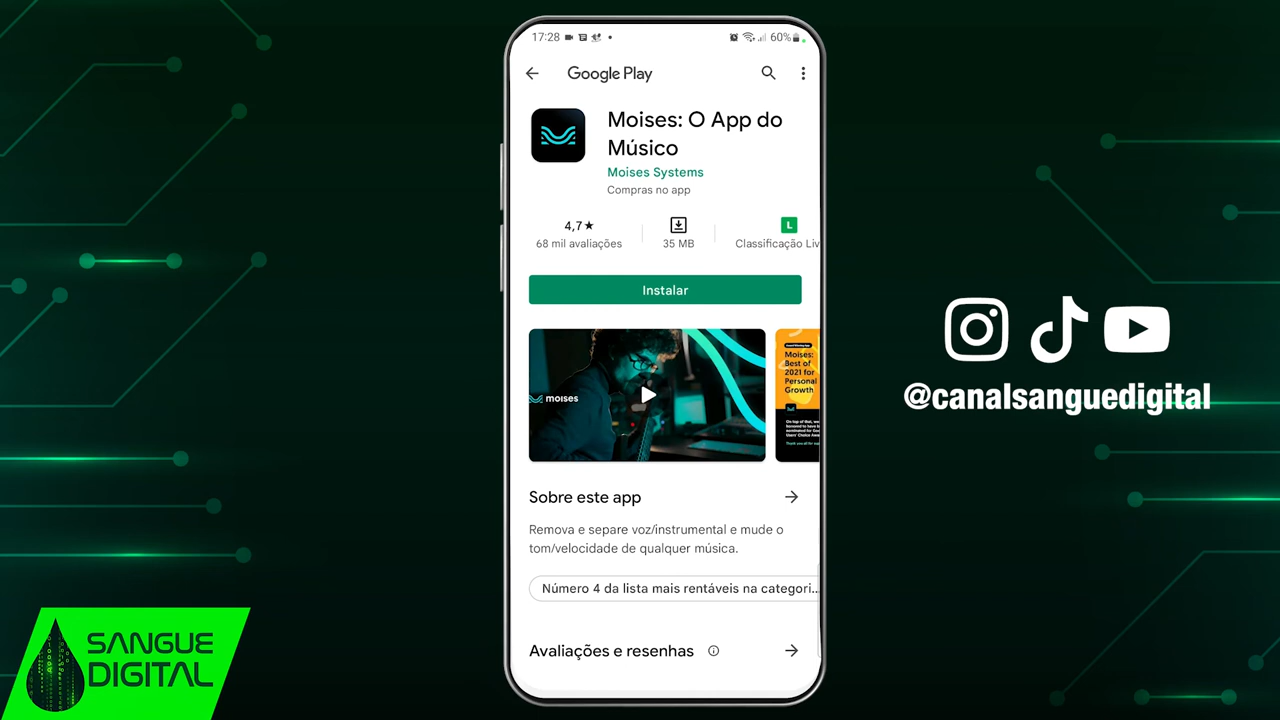 17:28
60%
Google Play
Moises: O App do
Músico
Moises Systems
Compras no app
4,7★
68 mil avaliações
35 MB
L
Classificação Liv
Instalar
moises
Moises:
Best of
2021 for
Personal
Growth
Sobre este app
Remova e separe voz/instrumental e mude o
tom/velocidade de qualquer música.
Número 4 da lista mais rentáveis na categori...
Avaliações e resenhas
@canalsanguedigital
SANGUE
DIGITAL